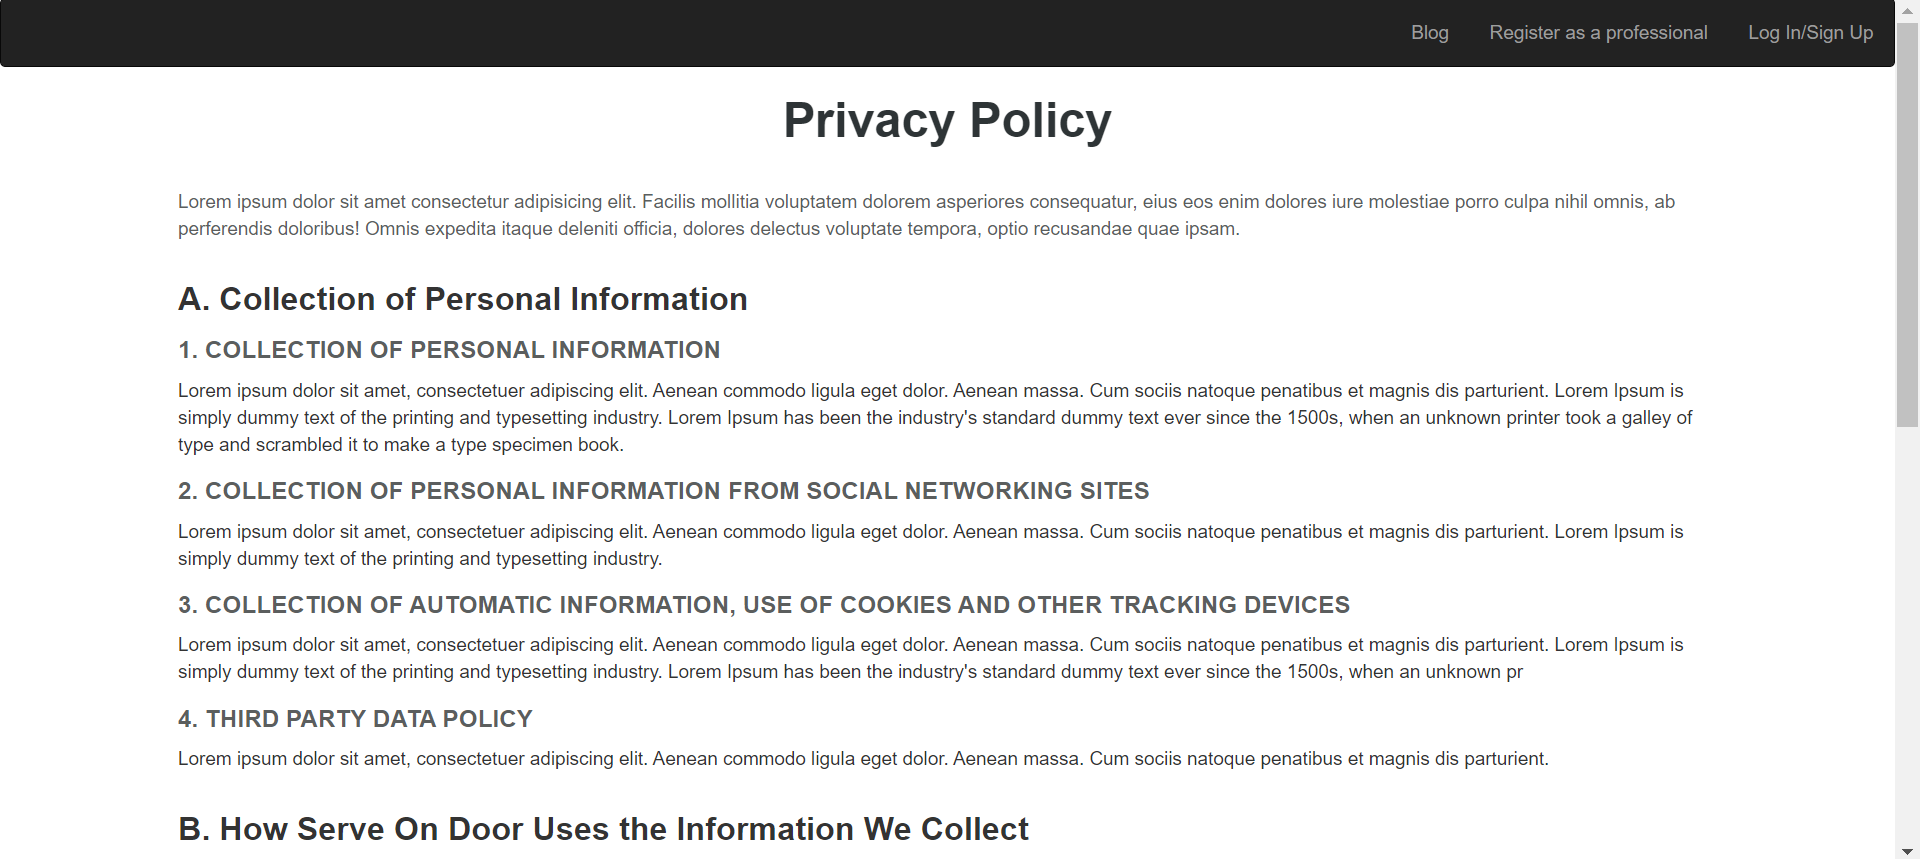 Blog Register as a professional Log In/Sign Up
Privacy Policy
Lorem ipsum dolor sit amet consectetur adipisicing elit. Facilis mollitia voluptatem dolorem asperiores consequatur, eius eos enim dolores iure molestiae porro culpa nihil omnis, ab
perferendis doloribus! Omnis expedita itaque deleniti officia, dolores delectus voluptate tempora, optio recusandae quae ipsam.
A. Collection of Personal Information
1. COLLECTION OF PERSONAL INFORMATION
Lorem ipsum dolor sit amet, consectetuer adipiscing elit. Aenean commodo ligula eget dolor. Aenean massa. Cum sociis natoque penatibus et magnis dis parturient. Lorem Ipsum is
simply dummy text of the printing and typesetting industry. Lorem Ipsum has been the industry's standard dummy text ever since the 1500s, when an unknown printer took a galley of
type and scrambled it to make a type specimen book.
2. COLLECTION OF PERSONAL INFORMATION FROM SOCIAL NETWORKING SITES
Lorem ipsum dolor sit amet, consectetuer adipiscing elit. Aenean commodo ligula eget dolor. Aenean massa. Cum sociis natoque penatibus et magnis dis parturient. Lorem Ipsum is
simply dummy text of the printing and typesetting industry.
3. COLLECTION OF AUTOMATIC INFORMATION, USE OF COOKIES AND OTHER TRACKING DEVICES
Lorem ipsum dolor sit amet, consectetuer adipiscing elit. Aenean commodo ligula eget dolor. Aenean massa. Cum sociis natoque penatibus et magnis dis parturient. Lorem Ipsum is
simply dummy text of the printing and typesetting industry. Lorem Ipsum has been the industry's standard dummy text ever since the 1500s, when an unknown pr
4. THIRD PARTY DATA POLICY
Lorem ipsum dolor sit amet, consectetuer adipiscing elit. Aenean commodo ligula eget dolor. Aenean massa. Cum sociis natoque penatibus et magnis dis parturient.
B. How Serve On Door Uses the Information We Collect